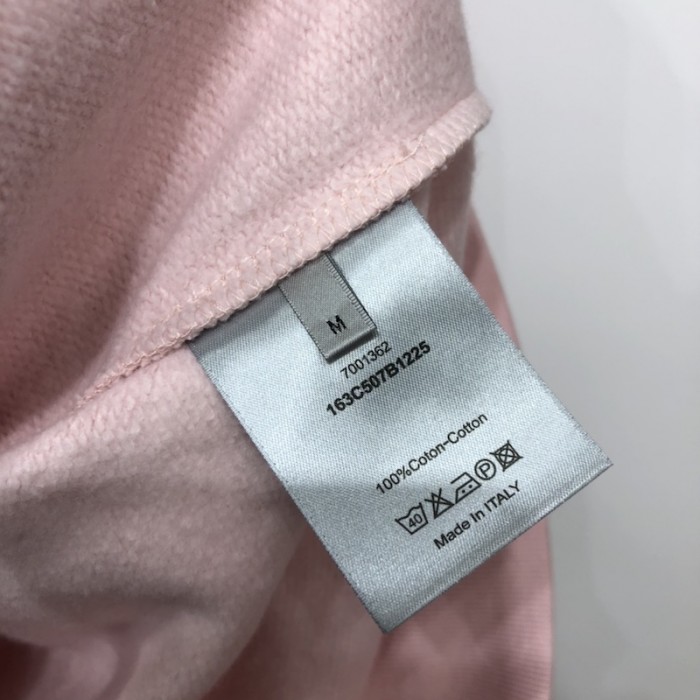 M
7001362
163C507B1225
100%Coton-Cotton
40
Made In ITALY